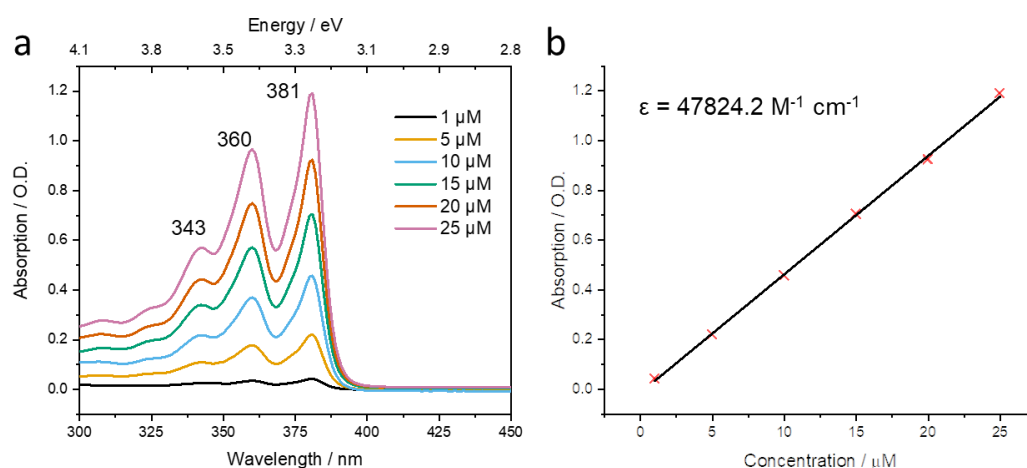 a
Energy / eV
4.1 3.8 3.5 3.3 3.1 2.9 2.8
1.2
1.0
0.8
0.6
0.4
0.2
0.0
Absorption / O.D.
343
360
381
1 µM
5 µM
10 µM
15 µM
20 µM
25 µM
300 325 350 375 400 425 450
Wavelength / nm
b
ε = 47824.2 M⁻¹ cm⁻¹
1.2
1.0
0.8
0.6
0.4
0.2
0.0
Absorption / O.D.
0 5 10 15 20 25
Concentration / µM